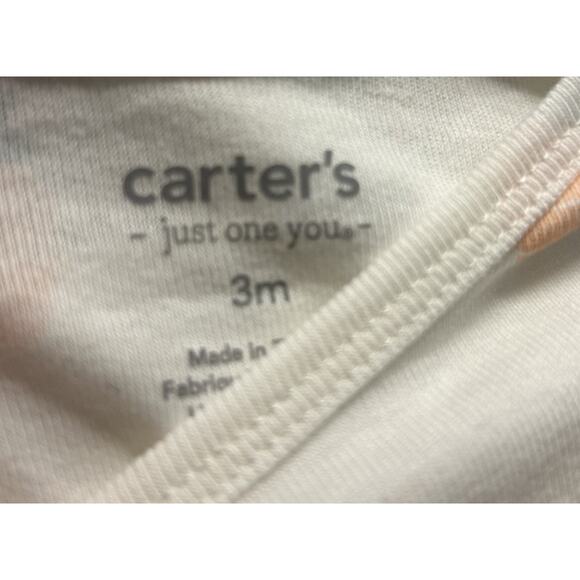 carter's
- just one you® -
3m
Made in